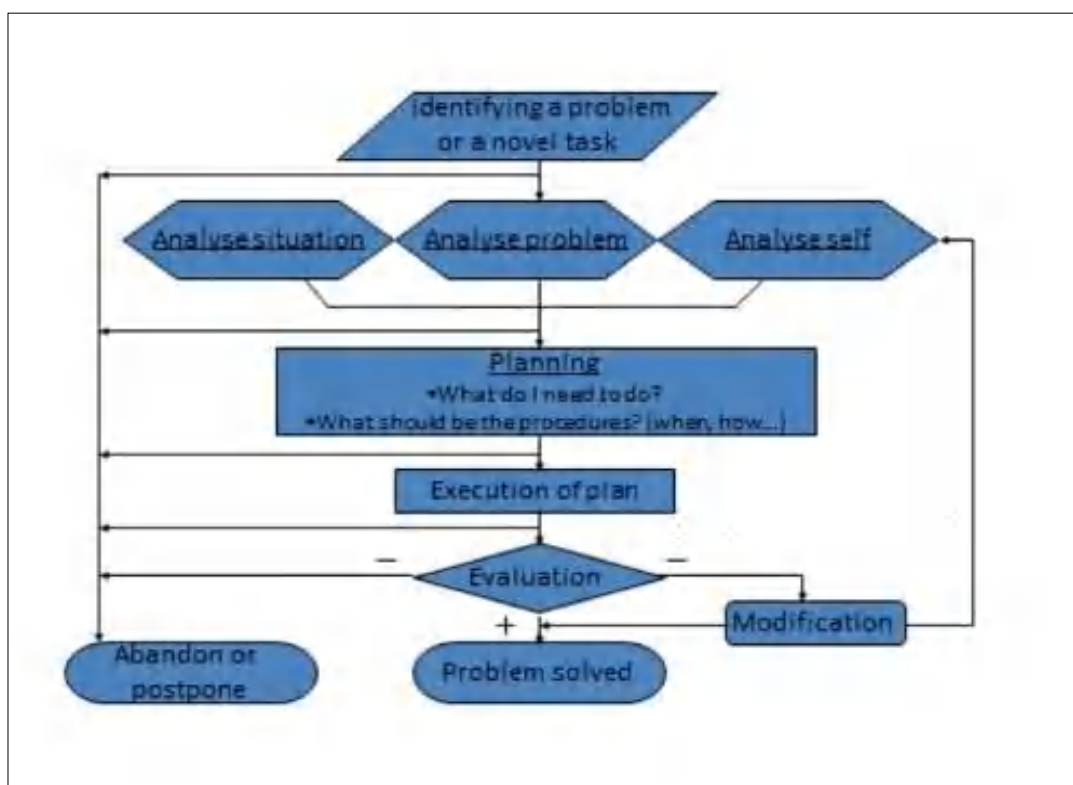 Identifying a problem
or a novel task
Analyse situation
Analyse problem
Analyse self
Planning
•What do I need to do?
•What should be the procedures? (when, how...)
Execution of plan
−
Evaluation
−
+
Modification
Abandon or
postpone
Problem solved